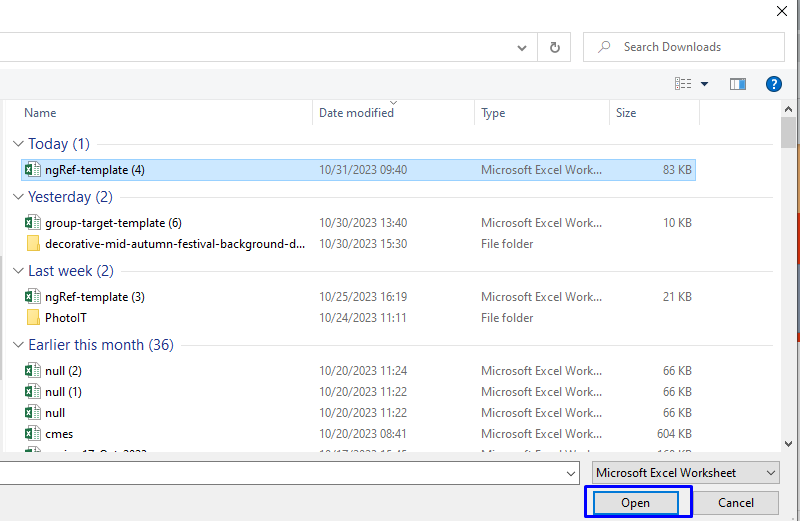 Search Downloads
?
Name Date modified Type Size
Today (1)
ngRef-template (4) 10/31/2023 09:40 Microsoft Excel Work... 83 KB
Yesterday (2)
group-target-template (6) 10/30/2023 13:40 Microsoft Excel Work... 10 KB
decorative-mid-autumn-festival-background-d... 10/30/2023 15:30 File folder
Last week (2)
ngRef-template (3) 10/25/2023 16:19 Microsoft Excel Work... 21 KB
PhotoIT 10/24/2023 11:11 File folder
Earlier this month (36)
null (2) 10/20/2023 11:24 Microsoft Excel Work... 66 KB
null (1) 10/20/2023 11:22 Microsoft Excel Work... 66 KB
null 10/20/2023 11:22 Microsoft Excel Work... 66 KB
cmes 10/20/2023 08:41 Microsoft Excel Work... 604 KB
Microsoft Excel Worksheet
Open Cancel